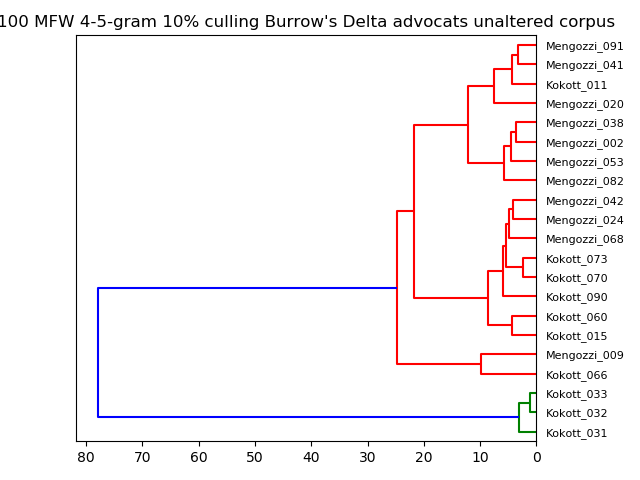 100 MFW 4-5-gram 10% culling Burrow's Delta advocats unaltered corpus
Mengozzi_091
Mengozzi_041
Kokott_011
Mengozzi_020
Mengozzi_038
Mengozzi_002
Mengozzi_053
Mengozzi_082
Mengozzi_042
Mengozzi_024
Mengozzi_068
Kokott_073
Kokott_070
Kokott_090
Kokott_060
Kokott_015
Mengozzi_009
Kokott_066
Kokott_033
Kokott_032
Kokott_031
80 70 60 50 40 30 20 10 0